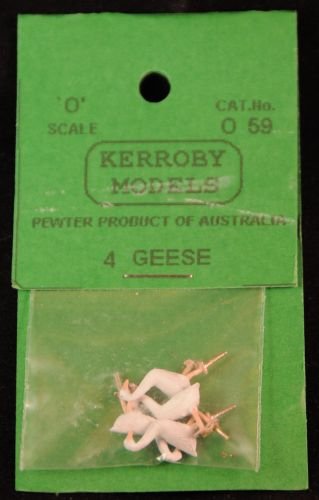 'O' CAT.No.
SCALE O 59
KERROBY
MODELS
PEWTER PRODUCT OF AUSTRALIA
4 GEESE